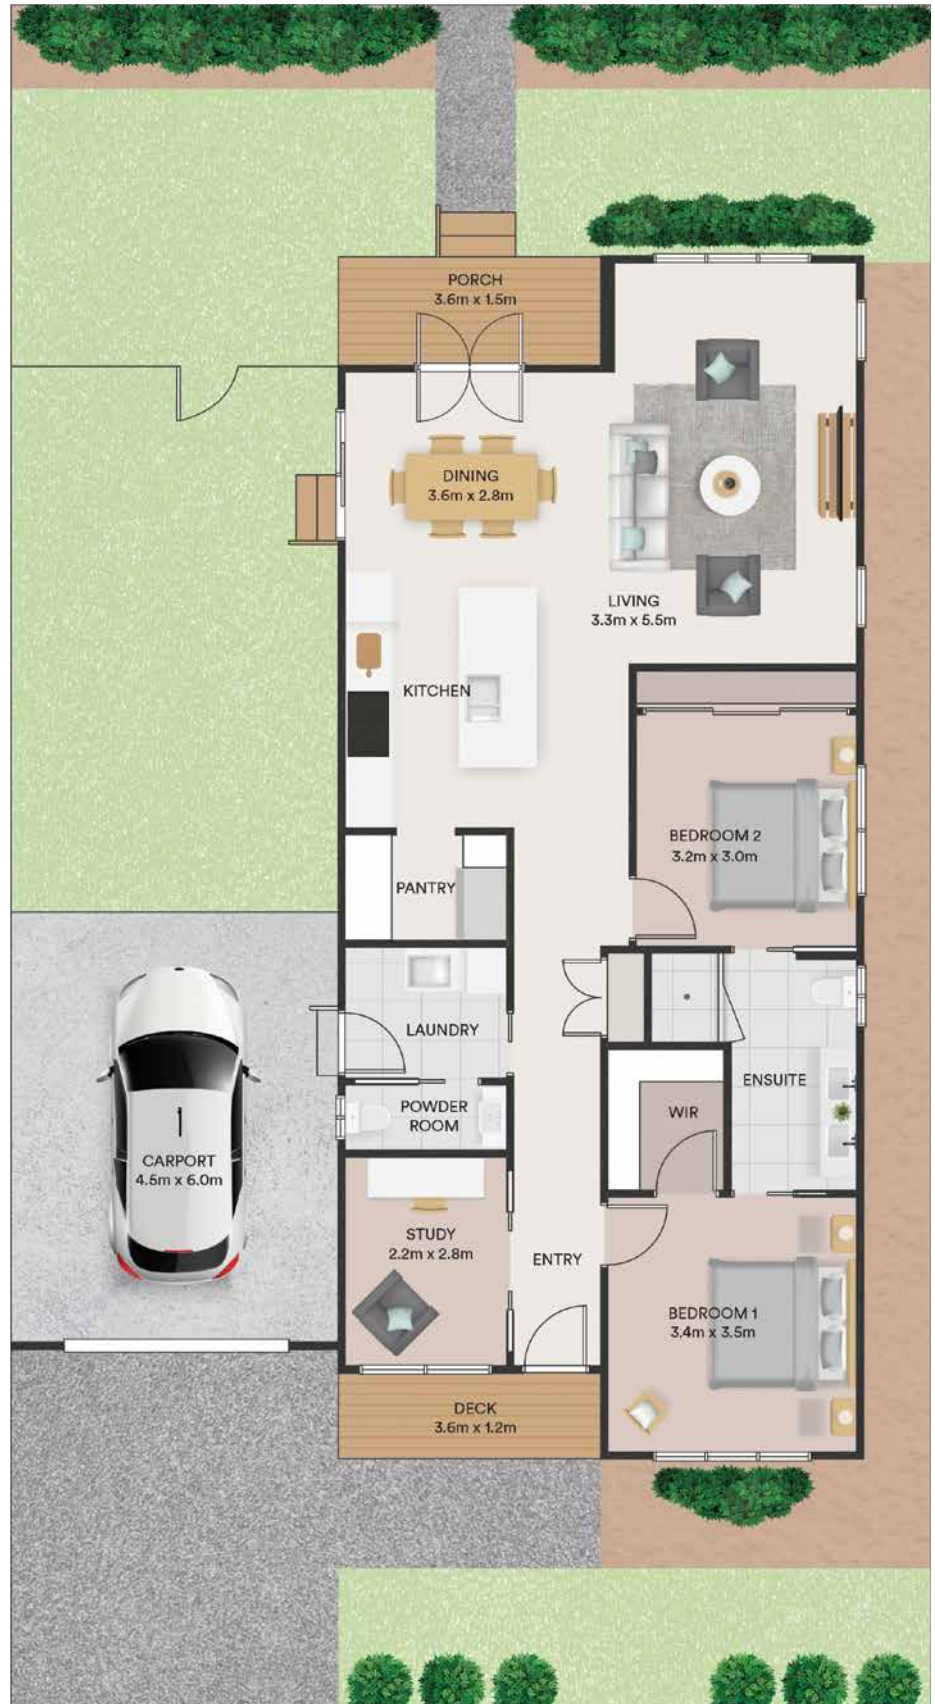 PORCH
3.6m x 1.5m
DINING
3.6m x 2.8m
LIVING
3.3m x 5.5m
KITCHEN
BEDROOM 2
3.2m x 3.0m
PANTRY
LAUNDRY
ENSUITE
POWDER
ROOM
WIR
1
CARPORT
4.5m x 6.0m
STUDY
2.2m x 2.8m
ENTRY
BEDROOM 1
3.4m x 3.5m
DECK
3.6m x 1.2m